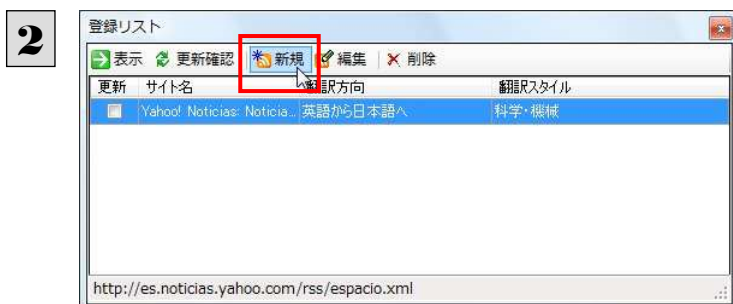 2
登録リスト
表示 更新確認 新規 編集 削除
更新 サイト名 翻訳方向 翻訳スタイル
Yahoo! Noticias: Noticia... 英語から日本語へ 科学・機械
http://es.noticias.yahoo.com/rss/espacio.xml